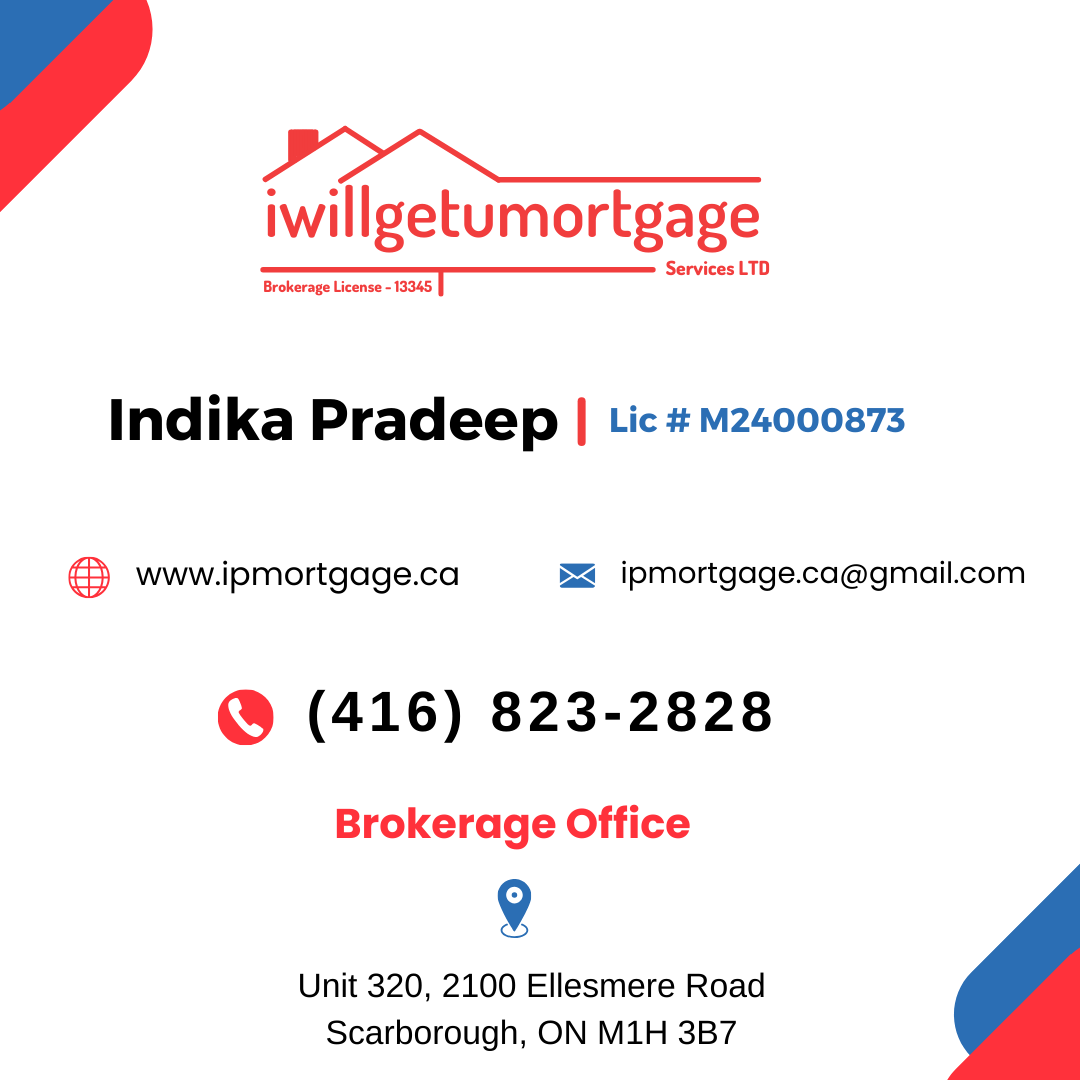 iwillgetumortgage
Services LTD
Brokerage License - 13345
Indika Pradeep | Lic # M24000873
www.ipmortgage.ca
ipmortgage.ca@gmail.com
(416) 823-2828
Brokerage Office
Unit 320, 2100 Ellesmere Road
Scarborough, ON M1H 3B7